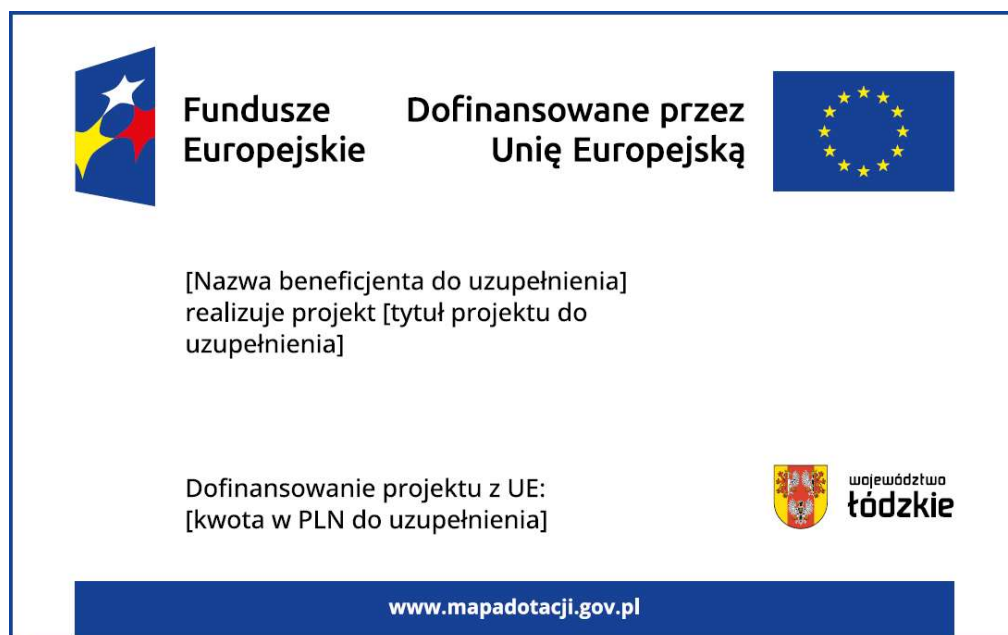 Fundusze
Europejskie
Dofinansowane przez
Unię Europejską
[Nazwa beneficjenta do uzupełnienia]
realizuje projekt [tytuł projektu do
uzupełnienia]
Dofinansowanie projektu z UE:
[kwota w PLN do uzupełnienia]
województwo
łódzkie
www.mapadotacji.gov.pl